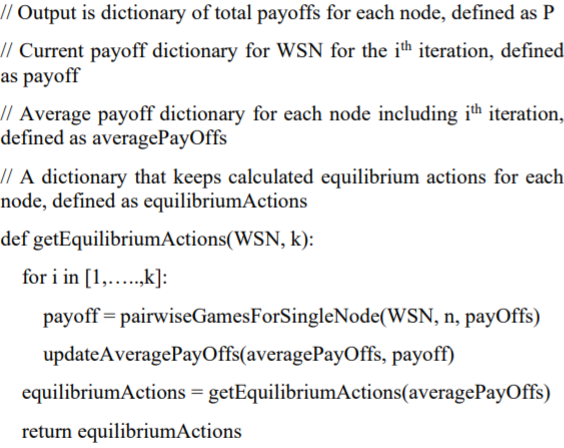 // Output is dictionary of total payoffs for each node, defined as P
// Current payoff dictionary for WSN for the ith iteration, defined
as payoff
// Average payoff dictionary for each node including ith iteration,
defined as averagePayOffs
// A dictionary that keeps calculated equilibrium actions for each
node, defined as equilibriumActions
def getEquilibriumActions(WSN, k):
for i in [1,…..,k]:
payoff = pairwiseGamesForSingleNode(WSN, n, payOffs)
updateAveragePayOffs(averagePayOffs, payoff)
equilibriumActions = getEquilibriumActions(averagePayOffs)
return equilibriumActions